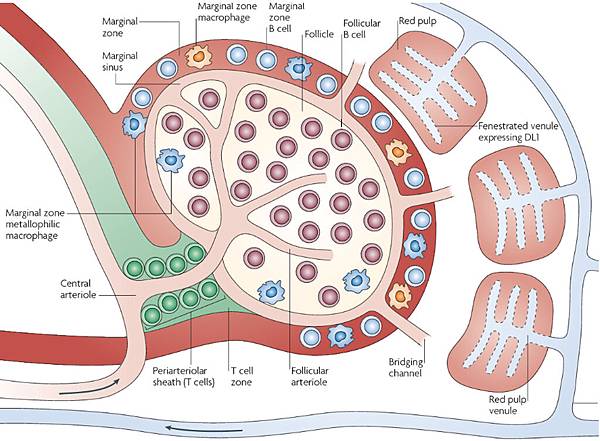 Marginal
zone
Marginal zone
macrophage
Marginal
zone
B cell
Follicle
Follicular
B cell
Red pulp
Marginal
sinus
Fenestrated venule
expressing DL1
Marginal zone
metallophilic
macrophage
Central
arteriole
Periarteriolar
sheath (T cells)
T cell
zone
Follicular
arteriole
Bridging
channel
Red pulp
venule